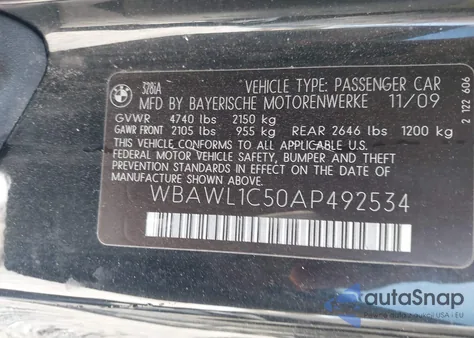 BMW
328iA
VEHICLE TYPE: PASSENGER CAR
MFD BY BAYERISCHE MOTORENWERKE 11/09
GVWR 4740 lbs 2150 kg
GAWR FRONT 2105 lbs 955 kg REAR 2646 lbs 1200 kg
THIS VEHICLE CONFORMS TO ALL APPLICABLE U.S.
FEDERAL MOTOR VEHICLE SAFETY, BUMPER AND THEFT
PREVENTION STANDARDS IN EFFECT ON THE DATE OF
MANUFACTURE SHOWN ABOVE.
WBAWL1C50AP492534
2 122 604
autoSnap